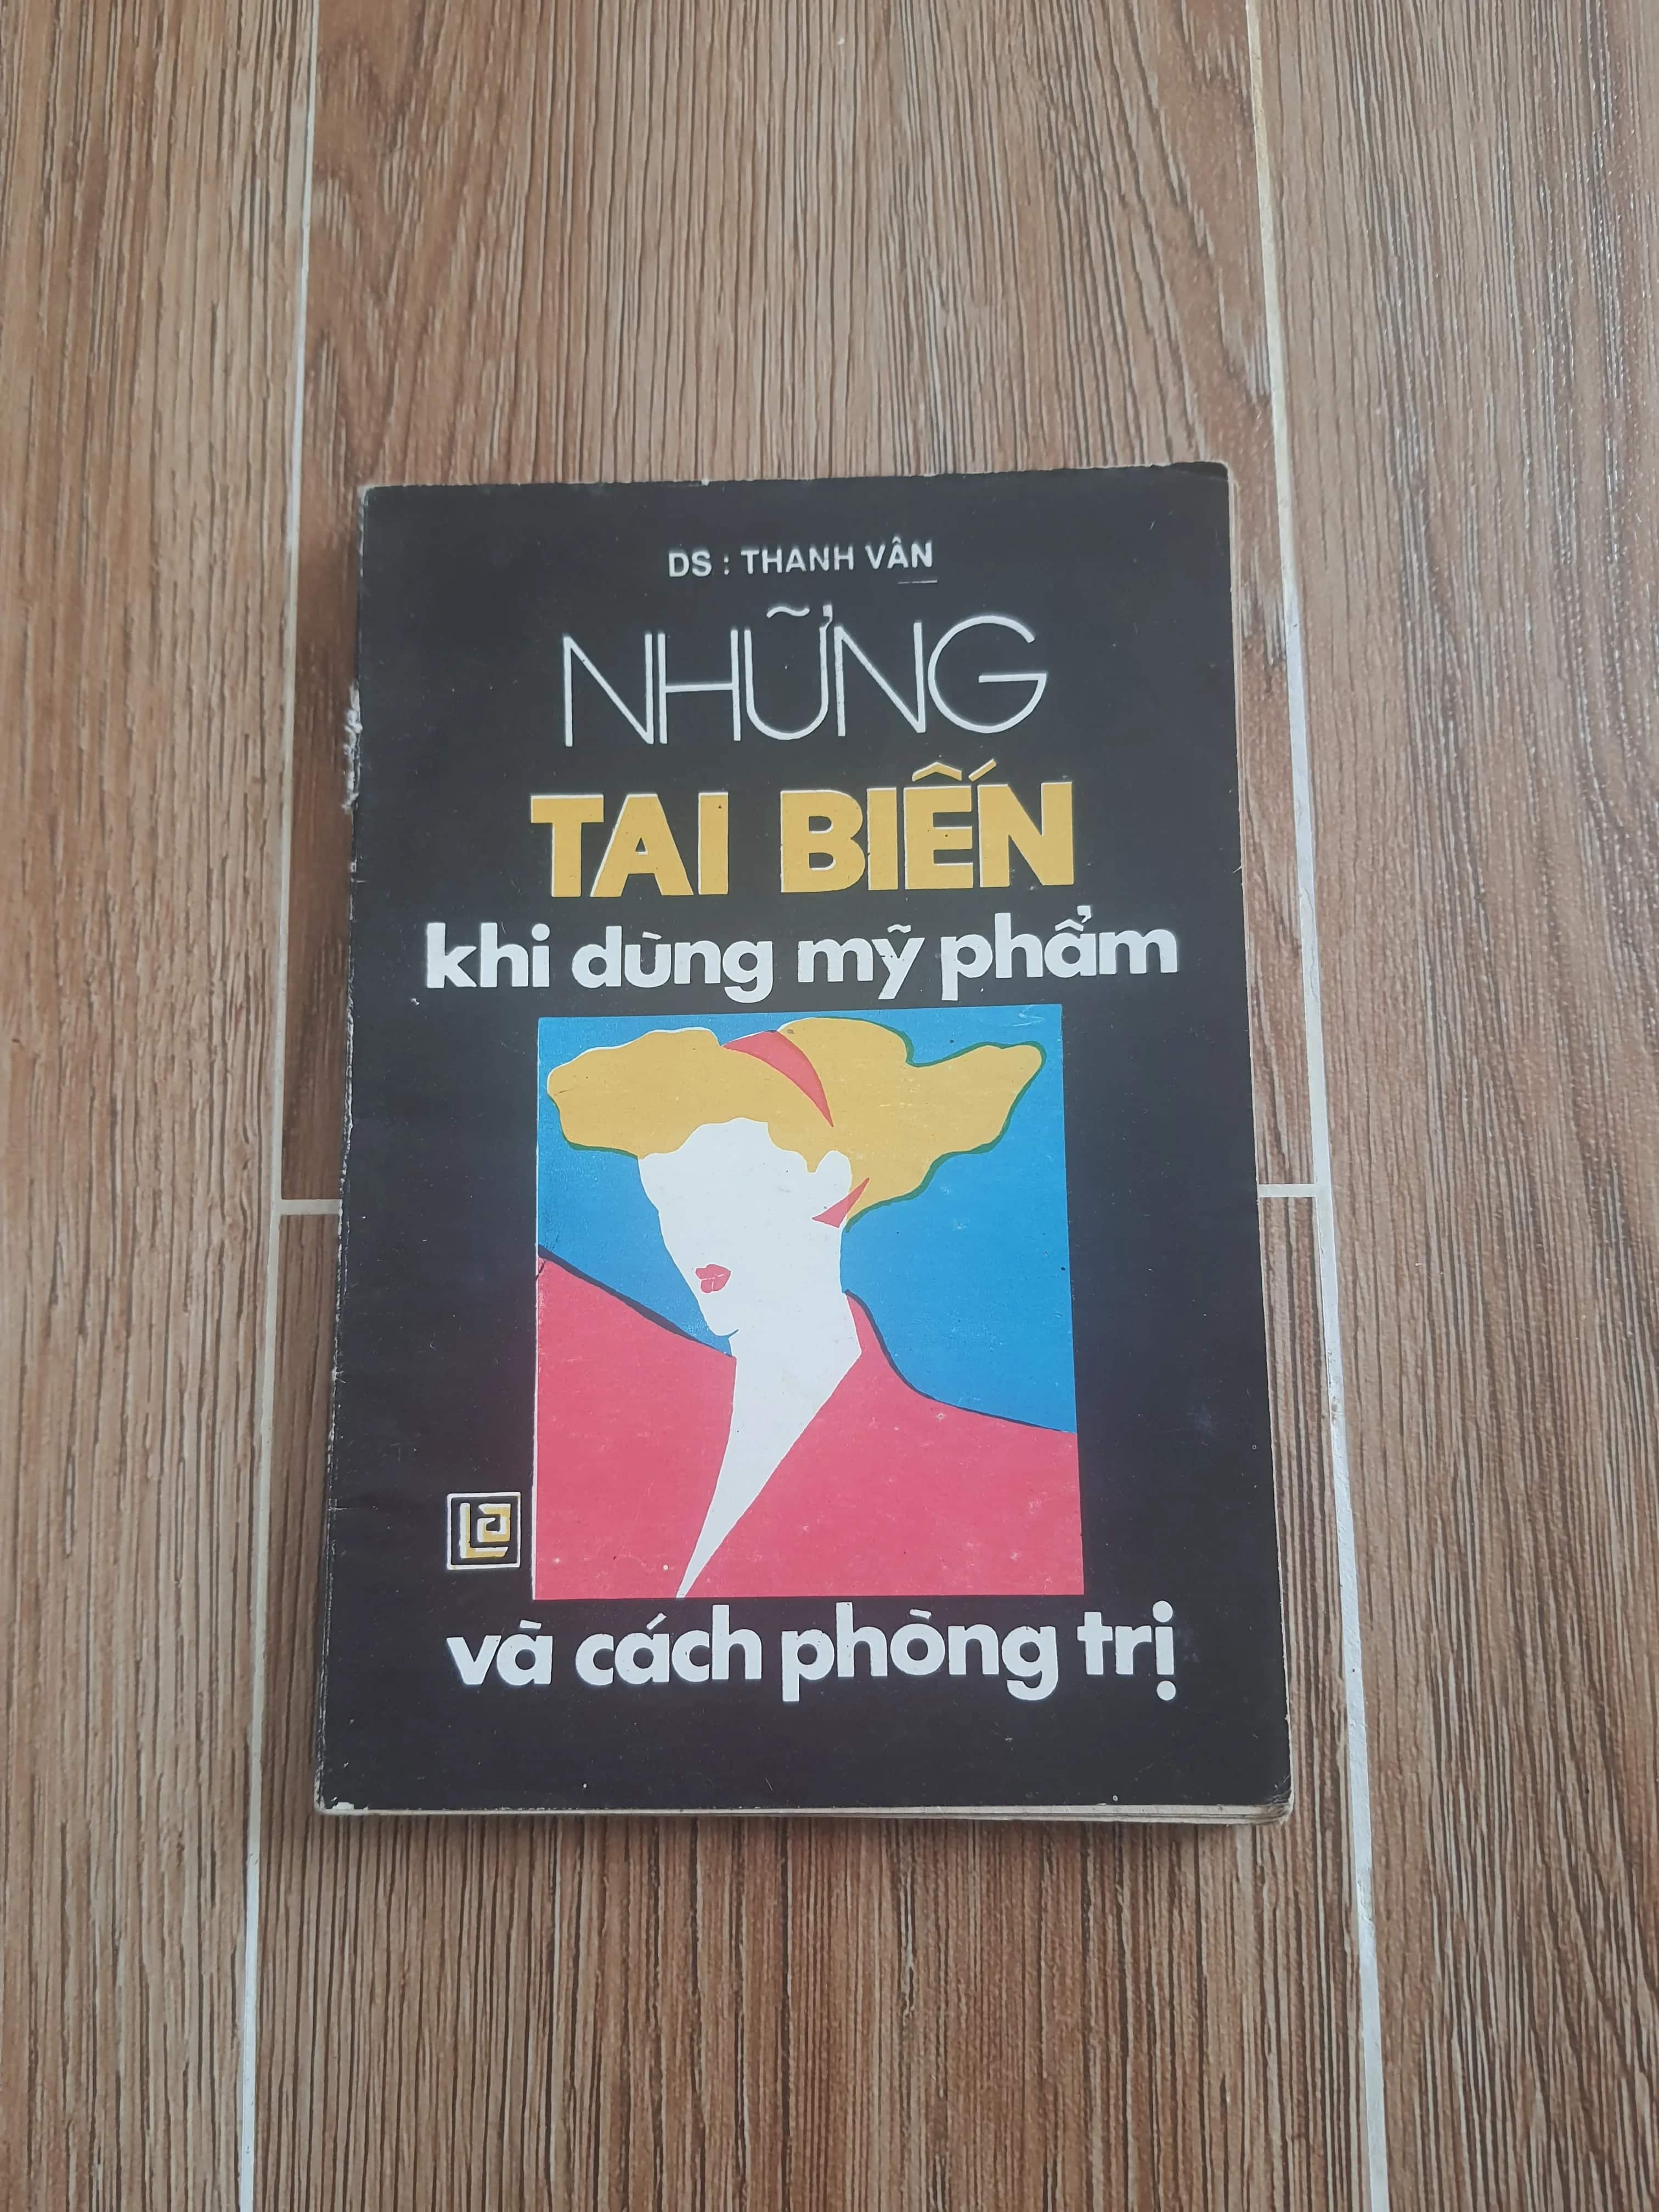 DS : THANH VÂN
NHỮNG
TAI BIẾN
khi dùng mỹ phẩm
và cách phòng trị